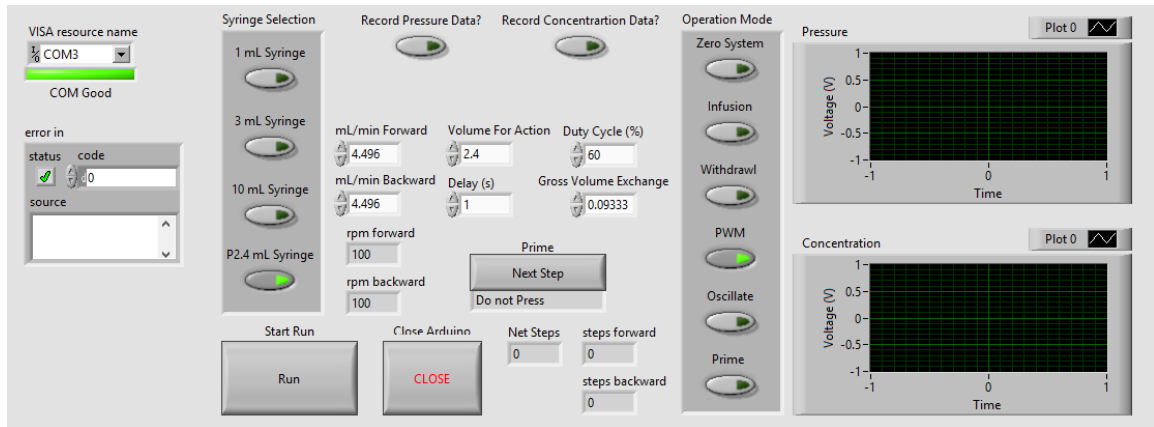 VISA resource name
COM3
COM Good
error in
status code
0
source
Syringe Selection
1 mL Syringe
3 mL Syringe
10 mL Syringe
P2.4 mL Syringe
Record Pressure Data?
Record Concentrartion Data?
mL/min Forward
4.496
Volume For Action
2.4
Duty Cycle (%)
60
mL/min Backward
4.496
Delay (s)
1
Gross Volume Exchange
0.09333
rpm forward
100
rpm backward
100
Prime
Next Step
Do not Press
Start Run
Run
Close Arduino
CLOSE
Net Steps
0
steps forward
0
steps backward
0
Operation Mode
Zero System
Infusion
Withdrawl
PWM
Oscillate
Prime
Pressure
Plot 0
Voltage (V)
1
0.5
0
-0.5
-1
-1 0 1
Time
Concentration
Plot 0
Voltage (V)
1
0.5
0
-0.5
-1
-1 0 1
Time